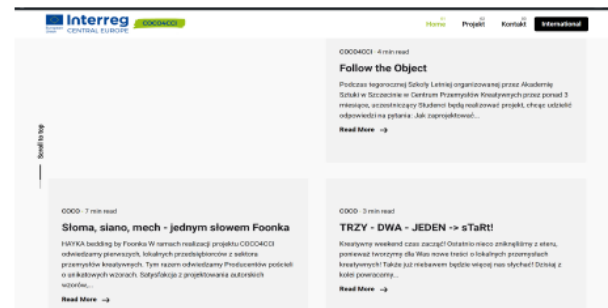 Interreg
CENTRAL EUROPE
COCO4CCI
Home
Projekt
Kontakt
International
COCO4CCI · 4 min read
Follow the Object
Podczas tegorocznej Szkoły Letniej organizowanej przez Akademię
Sztuki w Szczecinie w Centrum Przemysłów Kreatywnych przez ponad 3
miesiące, uczestniczący Studenci będą realizować projekt, chcąc udzielić
odpowiedzi na pytania: Jak zaprojektować...
Read More →
Scroll to top
COCO · 7 min read
Słoma, siano, mech - jednym słowem Foonka
HAYKA bedding by Foonka W ramach realizacji projektu COCO4CCI
odwiedzamy pierwszych, lokalnych przedsiębiorców z sektora
przemysłów kreatywnych. Tym razem odwiedzamy Producentów pościeli
o unikatowych wzorach. Satysfakcja z projektowania autorskich
wzorów,...
Read More →
COCO · 3 min read
TRZY - DWA - JEDEN -> sTaRt!
Kreatywny weekend czas zacząć! Ostatnio nieco zniknęliśmy z eteru,
ponieważ tworzymy dla Was nowe treści o lokalnych przemysłach
kreatywnych! Także już niebawem będzie więcej nas słychać! Dzisiaj z
kolei powracamy...
Read More →